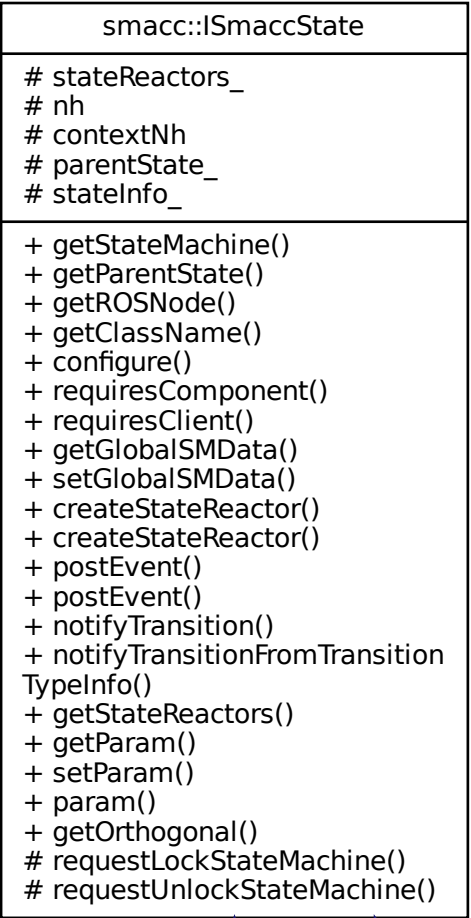 smacc::ISmaccState
# stateReactors_
# nh
# contextNh
# parentState_
# stateInfo_
+ getStateMachine()
+ getParentState()
+ getROSNode()
+ getClassName()
+ configure()
+ requiresComponent()
+ requiresClient()
+ getGlobalSMData()
+ setGlobalSMData()
+ createStateReactor()
+ createStateReactor()
+ postEvent()
+ postEvent()
+ notifyTransition()
+ notifyTransitionFromTransition
TypeInfo()
+ getStateReactors()
+ getParam()
+ setParam()
+ param()
+ getOrthogonal()
# requestLockStateMachine()
# requestUnlockStateMachine()